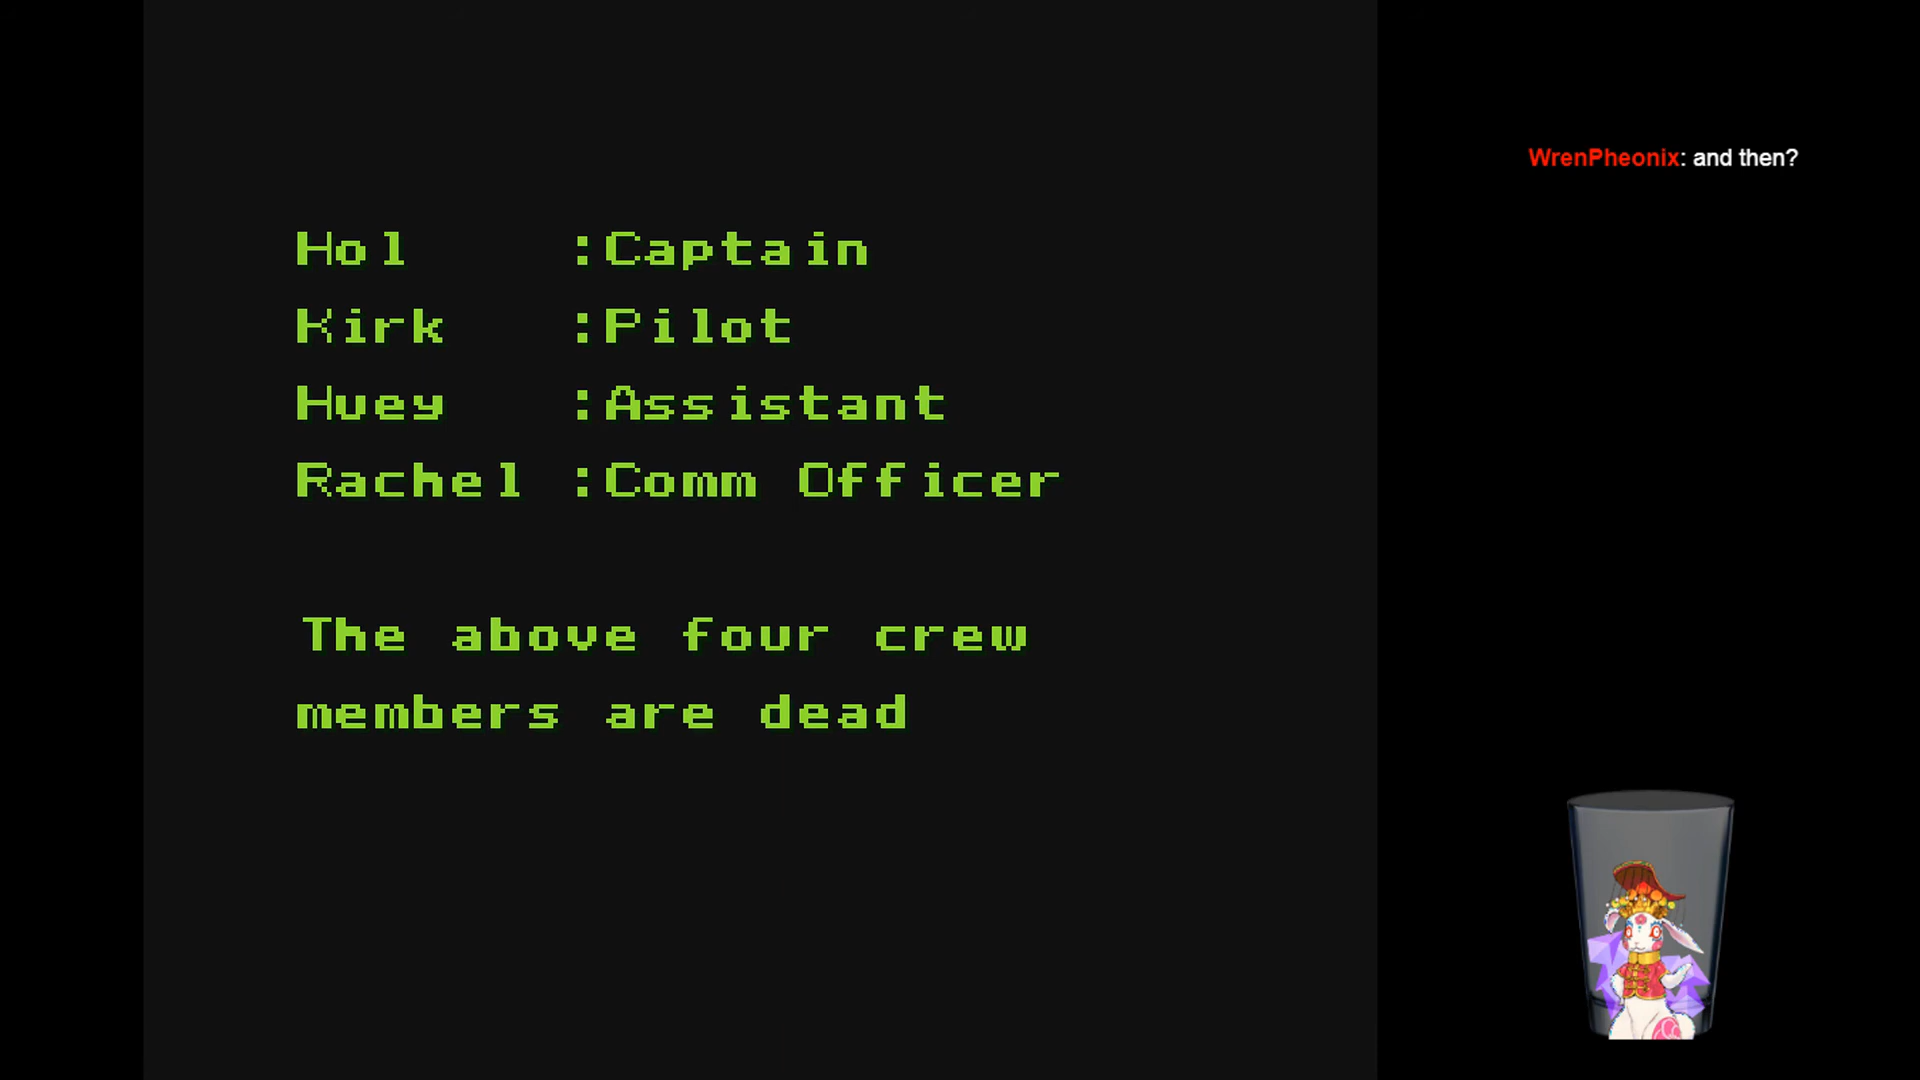 Hol :Captain
Kirk :Pilot
Huey :Assistant
Rachel :Comm Officer
The above four crew
members are dead
WrenPheonix: and then?